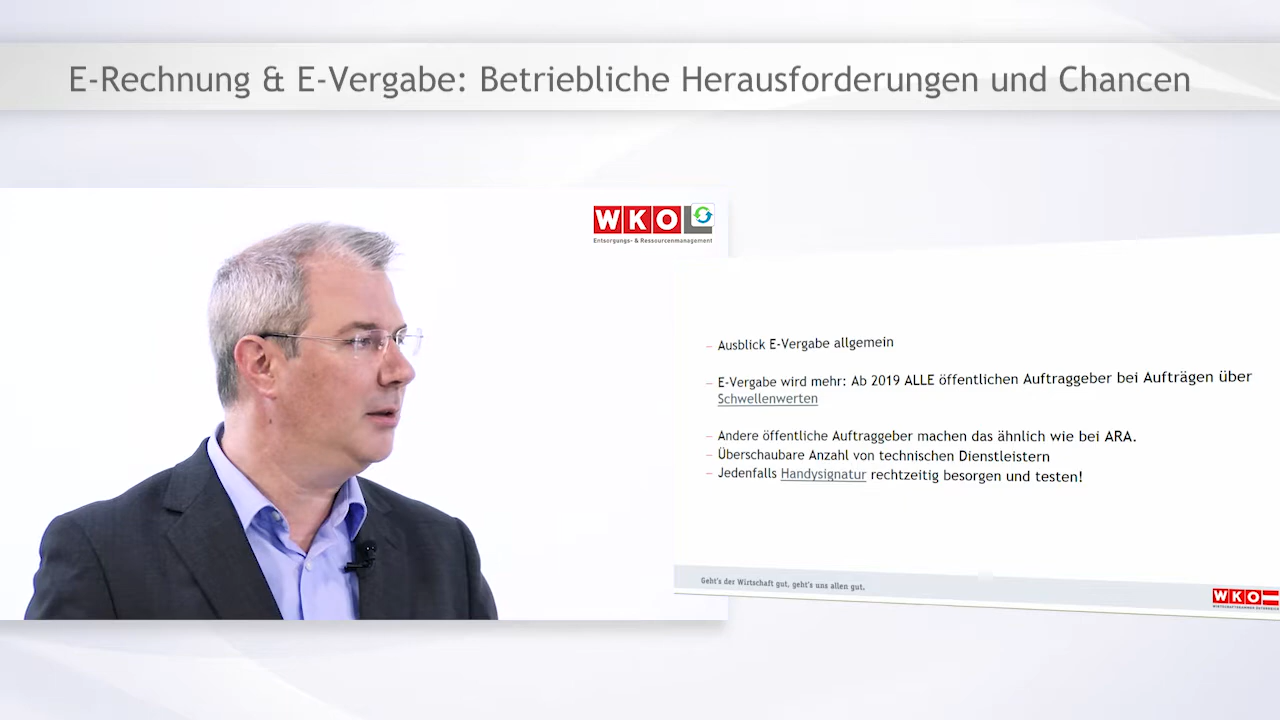 E-Rechnung & E-Vergabe: Betriebliche Herausforderungen und Chancen
WKO
Entsorgungs- & Ressourcenmanagement
– Ausblick E-Vergabe allgemein
– E-Vergabe wird mehr: Ab 2019 ALLE öffentlichen Auftraggeber bei Aufträgen über
Schwellenwerten
– Andere öffentliche Auftraggeber machen das ähnlich wie bei ARA.
– Überschaubare Anzahl von technischen Dienstleistern
– Jedenfalls Handysignatur rechtzeitig besorgen und testen!
Geht's der Wirtschaft gut, geht's uns allen gut.
WKO
WIRTSCHAFTSKAMMER ÖSTERREICH